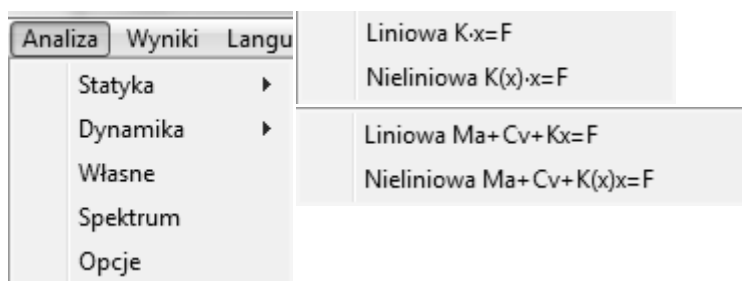 Analiza Wyniki Langu
Statyka
Dynamika
Własne
Spektrum
Opcje
Liniowa K·x=F
Nieliniowa K(x)·x=F
Liniowa Ma+Cv+Kx=F
Nieliniowa Ma+Cv+K(x)x=F